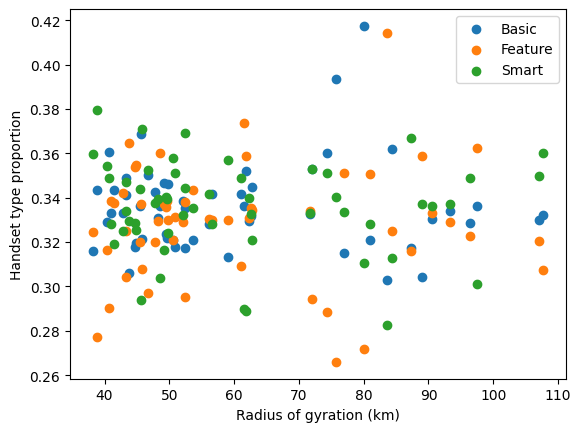 0.42
0.40
0.38
0.36
0.34
0.32
0.30
0.28
0.26
Handset type proportion
Basic
Feature
Smart
40 50 60 70 80 90 100 110
Radius of gyration (km)